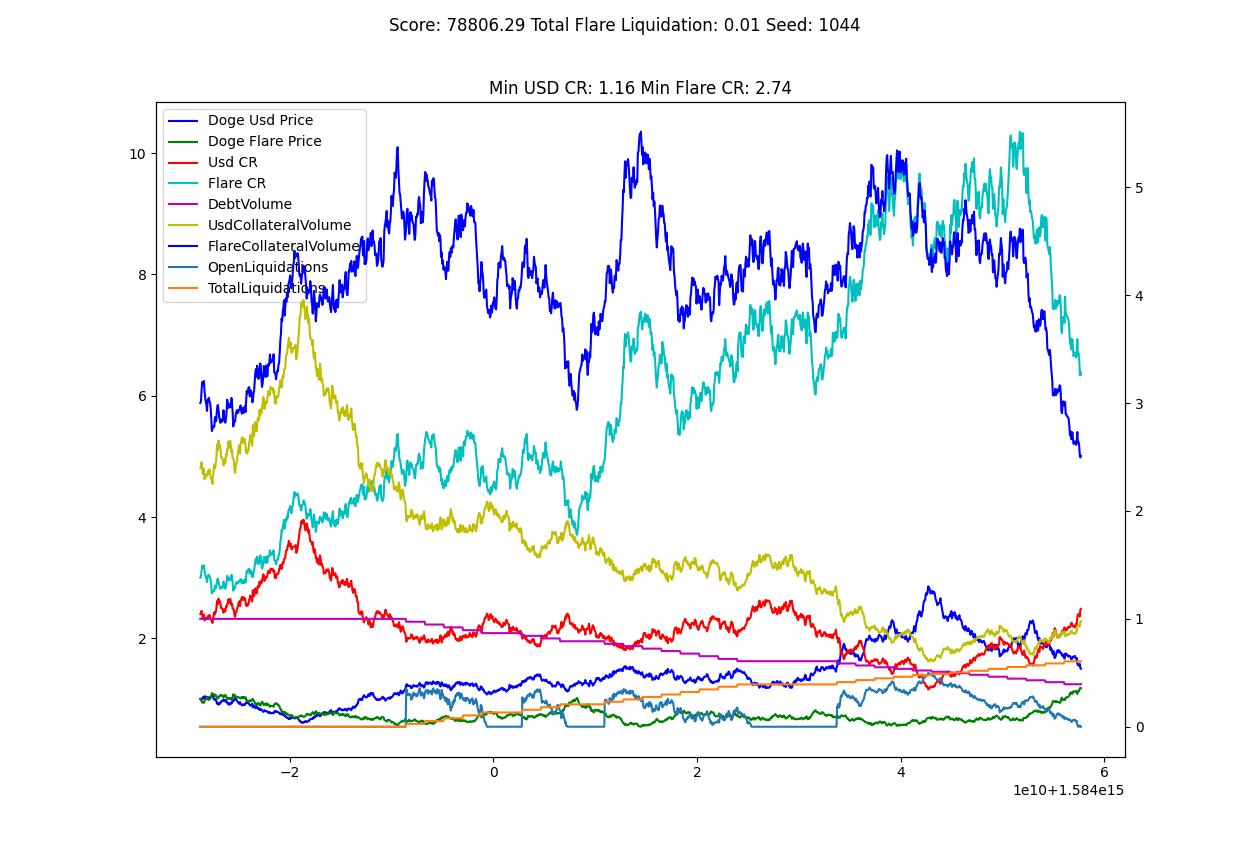 Score: 78806.29 Total Flare Liquidation: 0.01 Seed: 1044
Min USD CR: 1.16 Min Flare CR: 2.74
Doge Usd Price
Doge Flare Price
Usd CR
Flare CR
DebtVolume
UsdCollateralVolume
FlareCollateralVolume
OpenLiquidations
TotalLiquidations
10
8
6
4
2
5
4
3
2
1
0
−2
0
2
4
6
1e10+1.584e15